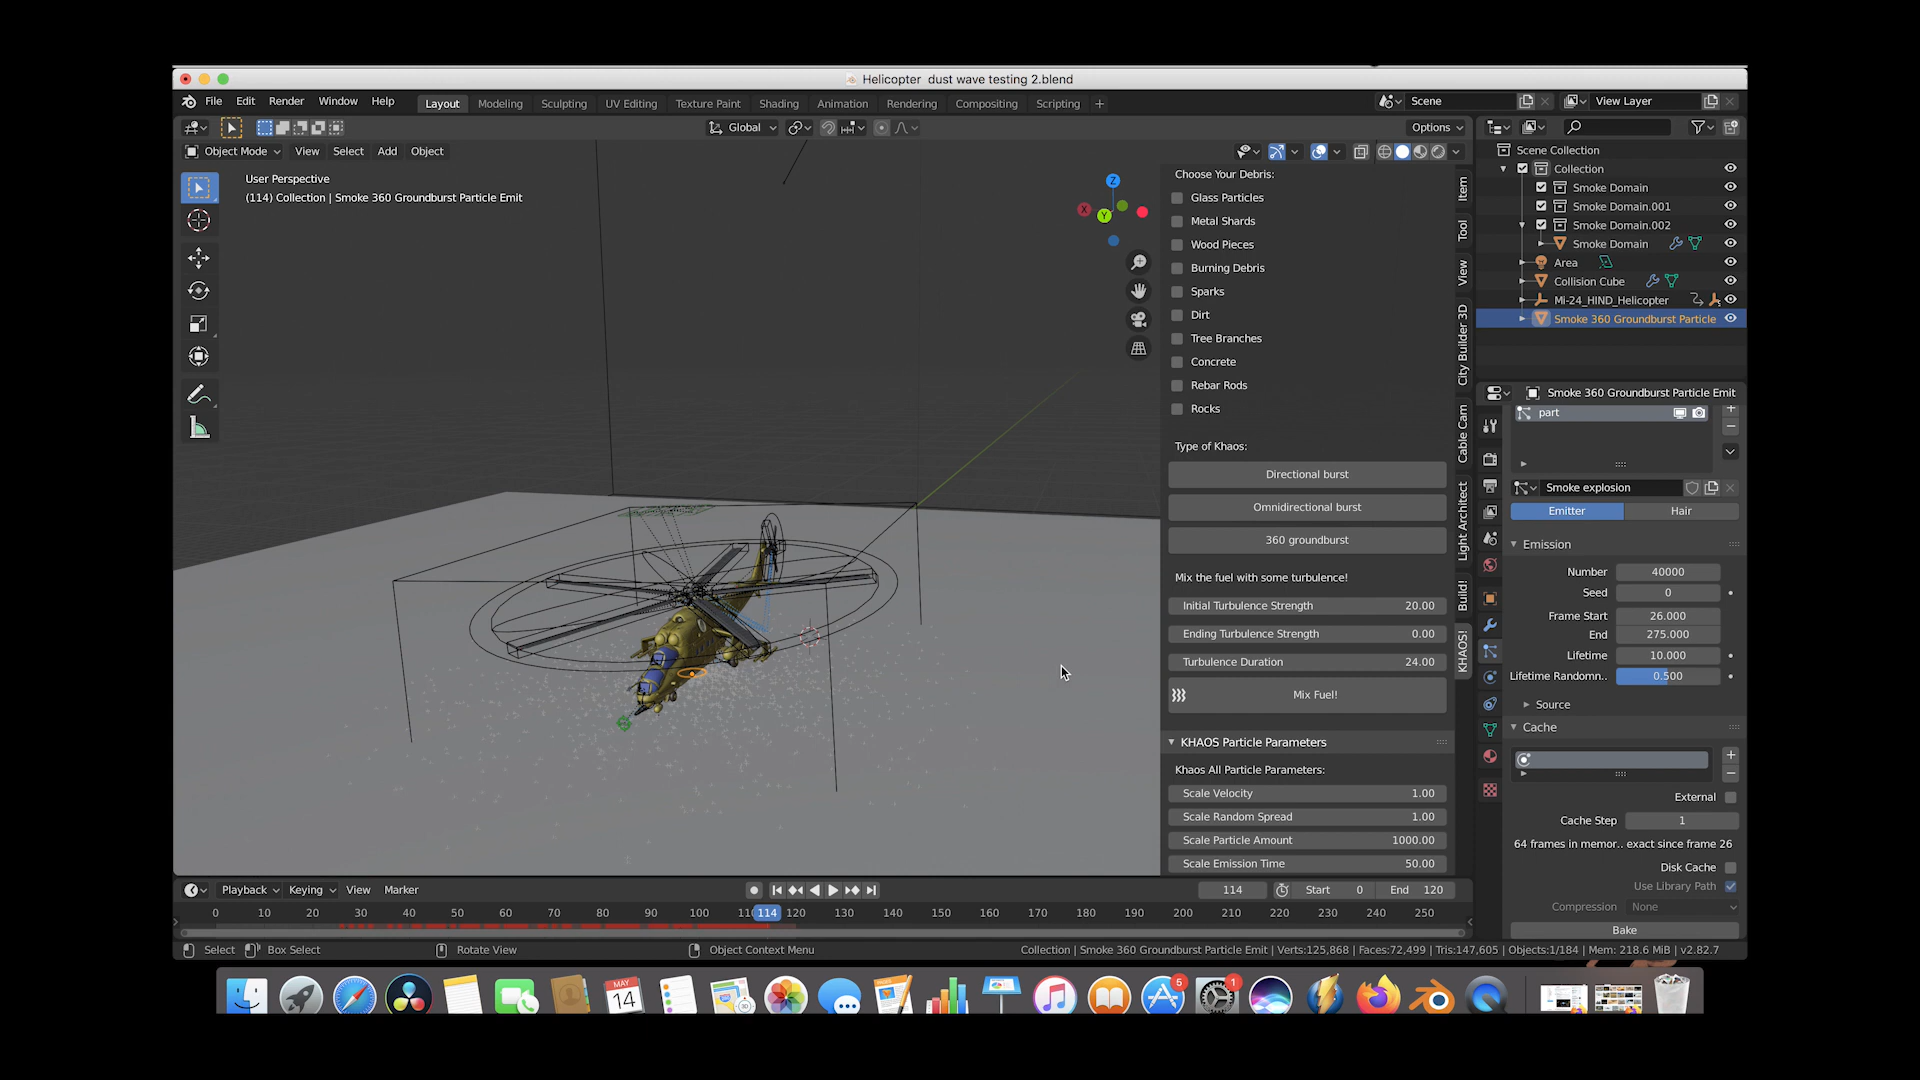 Helicopter  dust wave testing 2.blend
File Edit Render Window Help
Layout Modeling Sculpting UV Editing Texture Paint Shading Animation Rendering Compositing Scripting +
Scene
View Layer
Global
Options
Object Mode View Select Add Object
User Perspective
(114) Collection | Smoke 360 Groundburst Particle Emit
Z
X
Y
Choose Your Debris:
Glass Particles
Metal Shards
Wood Pieces
Burning Debris
Sparks
Dirt
Tree Branches
Concrete
Rebar Rods
Rocks
Type of Khaos:
Directional burst
Omnidirectional burst
360 groundburst
Mix the fuel with some turbulence!
Initial Turbulence Strength 20.00
Ending Turbulence Strength 0.00
Turbulence Duration 24.00
Mix Fuel!
KHAOS Particle Parameters
Khaos All Particle Parameters:
Scale Velocity 1.00
Scale Random Spread 1.00
Scale Particle Amount 1000.00
Scale Emission Time 50.00
Item
Tool
View
City Builder 3D
Cable Cam
Light Architect
Build!
KHAOS!
Scene Collection
Collection
Smoke Domain
Smoke Domain.001
Smoke Domain.002
Smoke Domain
Area
Collision Cube
Mi-24_HIND_Helicopter
Smoke 360 Groundburst Particle
Smoke 360 Groundburst Particle Emit
part
Smoke explosion
Emitter Hair
Emission
Number 40000
Seed 0
Frame Start 26.000
End 275.000
Lifetime 10.000
Lifetime Randomn.. 0.500
Source
Cache
External
Cache Step 1
64 frames in memor.. exact since frame 26
Disk Cache
Use Library Path
Compression None
Bake
Playback Keying View Marker
114 Start 0 End 120
0 10 20 30 40 50 60 70 80 90 100 11 114 120 130 140 150 160 170 180 190 200 210 220 230 240 250
Select Box Select Rotate View Object Context Menu
Collection | Smoke 360 Groundburst Particle Emit | Verts:125,868 | Faces:72,499 | Tris:147,605 | Objects:1/184 | Mem: 218.6 MiB | v2.82.7
MAY
14
5
1